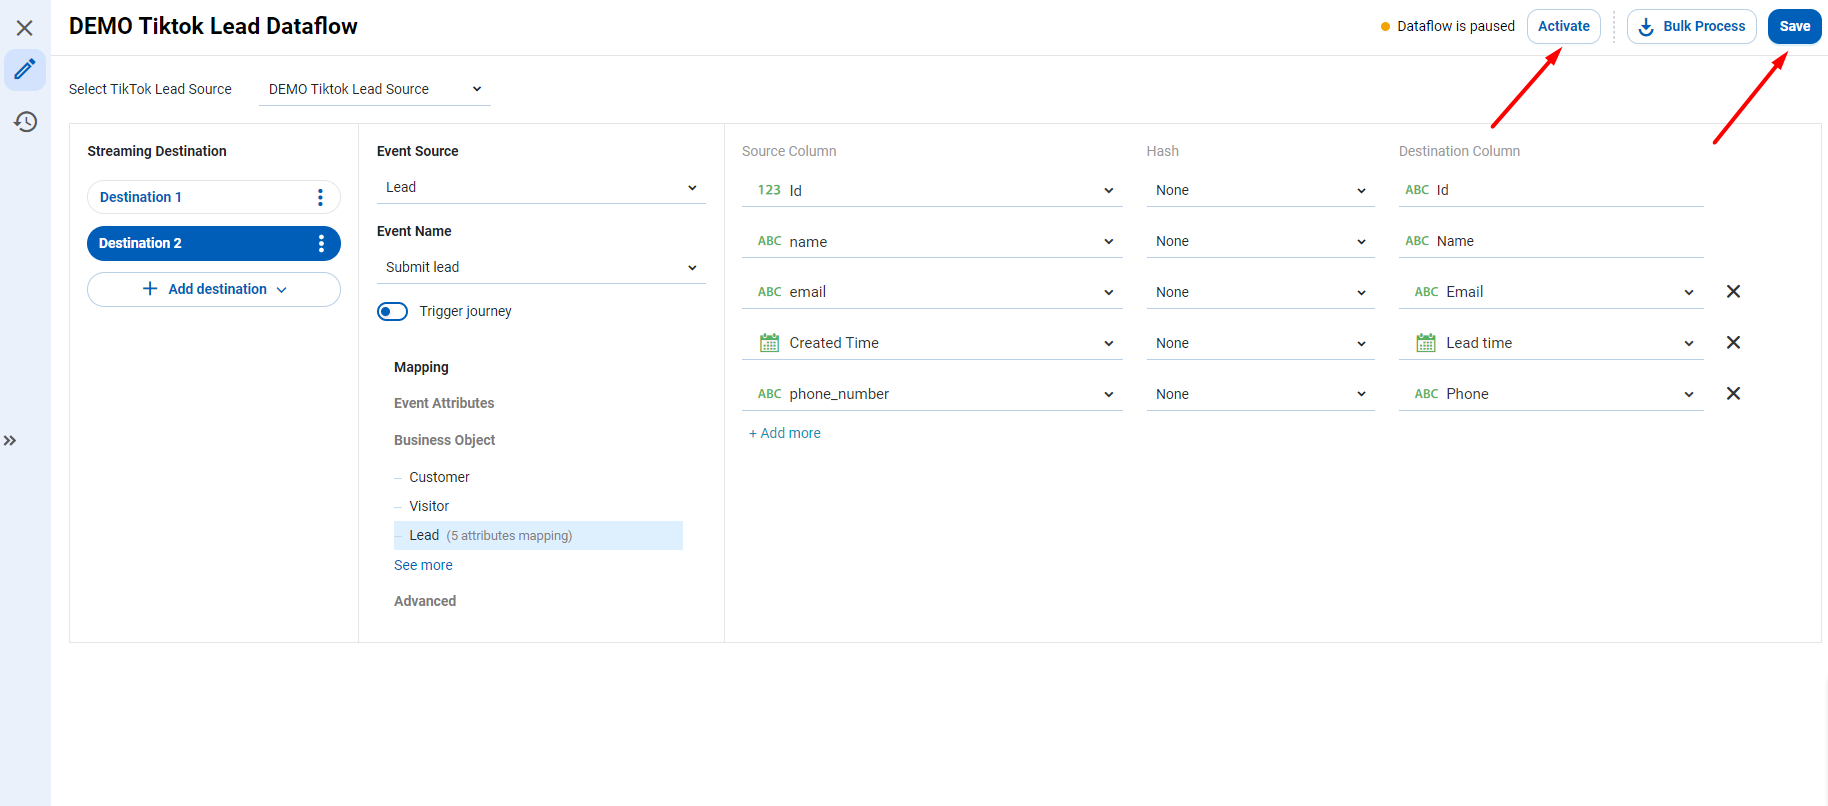 DEMO Tiktok Lead Dataflow
Dataflow is paused
Activate
Bulk Process
Save
Select TikTok Lead Source
DEMO Tiktok Lead Source
Streaming Destination
Destination 1
Destination 2
Add destination
Event Source
Lead
Event Name
Submit lead
Trigger journey
Mapping
Event Attributes
Business Object
Customer
Visitor
Lead (5 attributes mapping)
See more
Advanced
Source Column Hash Destination Column
123 Id None ABC Id
ABC name None ABC Name
ABC email None ABC Email
Created Time None Lead time
ABC phone_number None ABC Phone
+ Add more